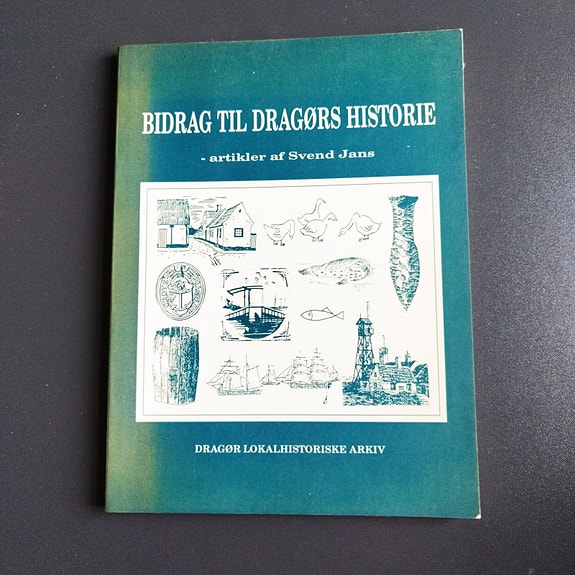 BIDRAG TIL DRAGØRS HISTORIE
- artikler af Svend Jans
DRAGØR LOKALHISTORISKE ARKIV